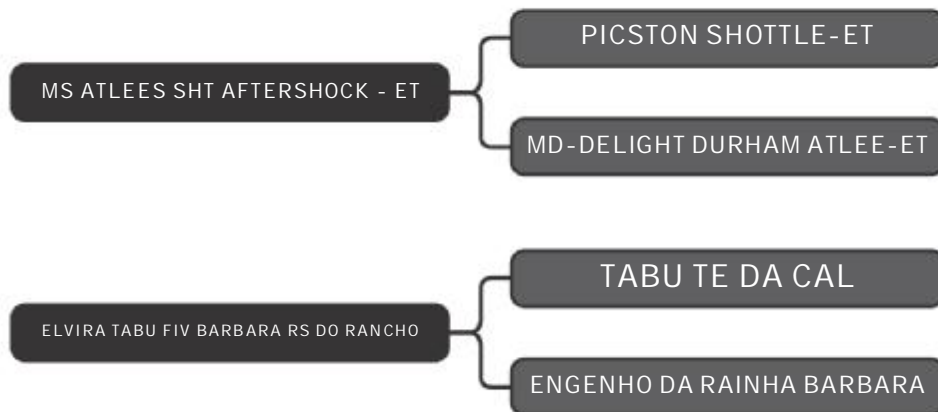 PICSTON SHOTTLE-ET
MS ATLEES SHT AFTERSHOCK - ET
MD-DELIGHT DURHAM ATLEE-ET
TABU TE DA CAL
ELVIRA TABU FIV BARBARA RS DO RANCHO
ENGENHO DA RAINHA BARBARA